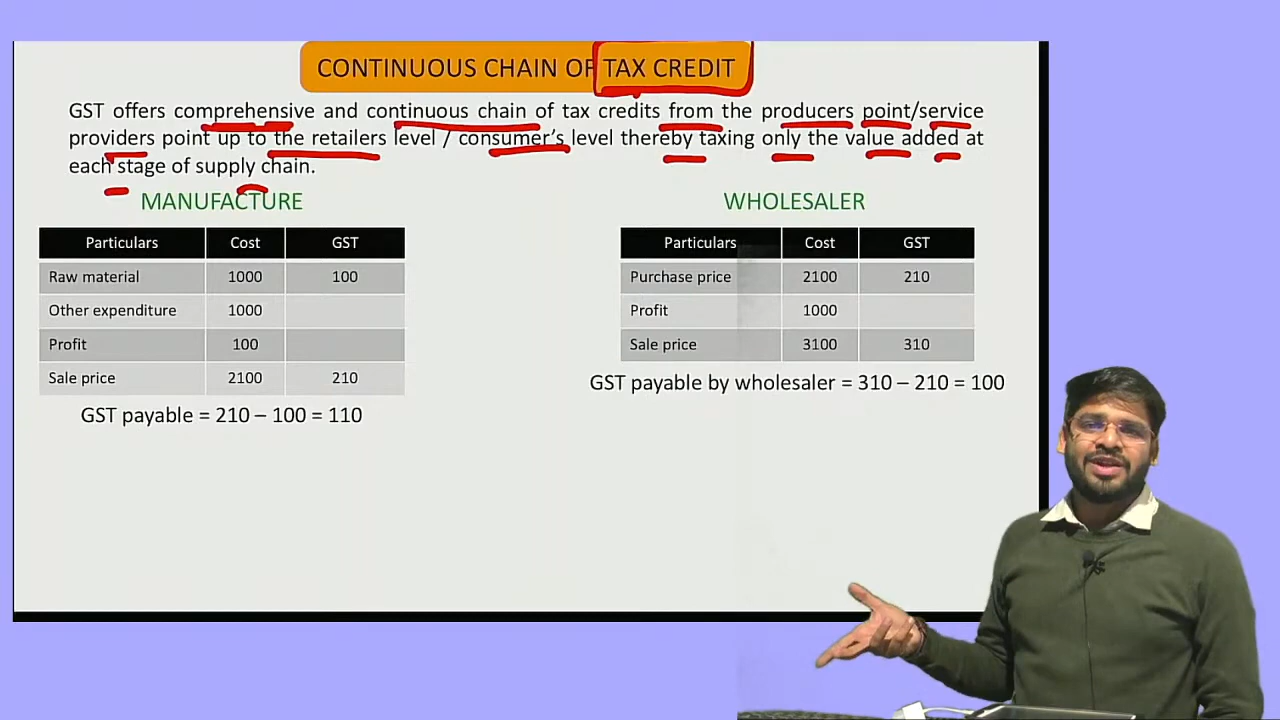 CONTINUOUS CHAIN OF TAX CREDIT
GST offers comprehensive and continuous chain of tax credits from the producers point/service
providers point up to the retailers level / consumer's level thereby taxing only the value added at
each stage of supply chain.
MANUFACTURE
Particulars Cost GST
Raw material 1000 100
Other expenditure 1000
Profit 100
Sale price 2100 210
GST payable = 210 – 100 = 110
WHOLESALER
Particulars Cost GST
Purchase price 2100 210
Profit 1000
Sale price 3100 310
GST payable by wholesaler = 310 – 210 = 100